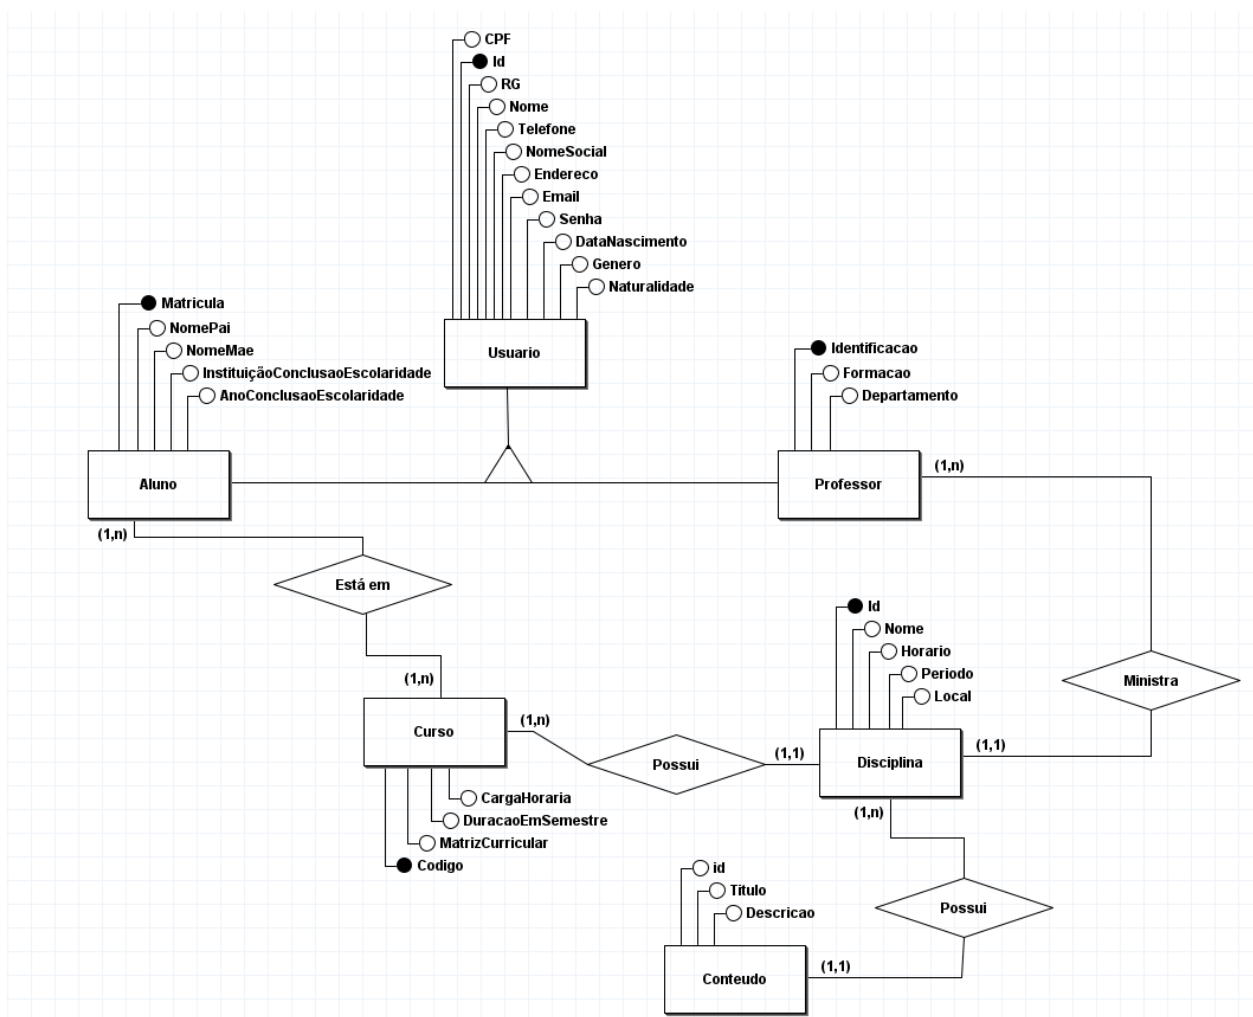 CPF
Id
RG
Nome
Telefone
NomeSocial
Endereco
Email
Senha
DataNascimento
Genero
Naturalidade
Usuario
Matricula
NomePai
NomeMae
InstituiçãoConclusaoEscolaridade
AnoConclusaoEscolaridade
Aluno
Identificacao
Formacao
Departamento
Professor
(1,n)
(1,n)
Está em
(1,n)
Curso
(1,n)
CargaHoraria
DuracaoEmSemestre
MatrizCurricular
Codigo
Possui
(1,1)
Id
Nome
Horario
Periodo
Local
Disciplina
(1,1)
Ministra
(1,n)
Possui
(1,1)
id
Titulo
Descricao
Conteudo